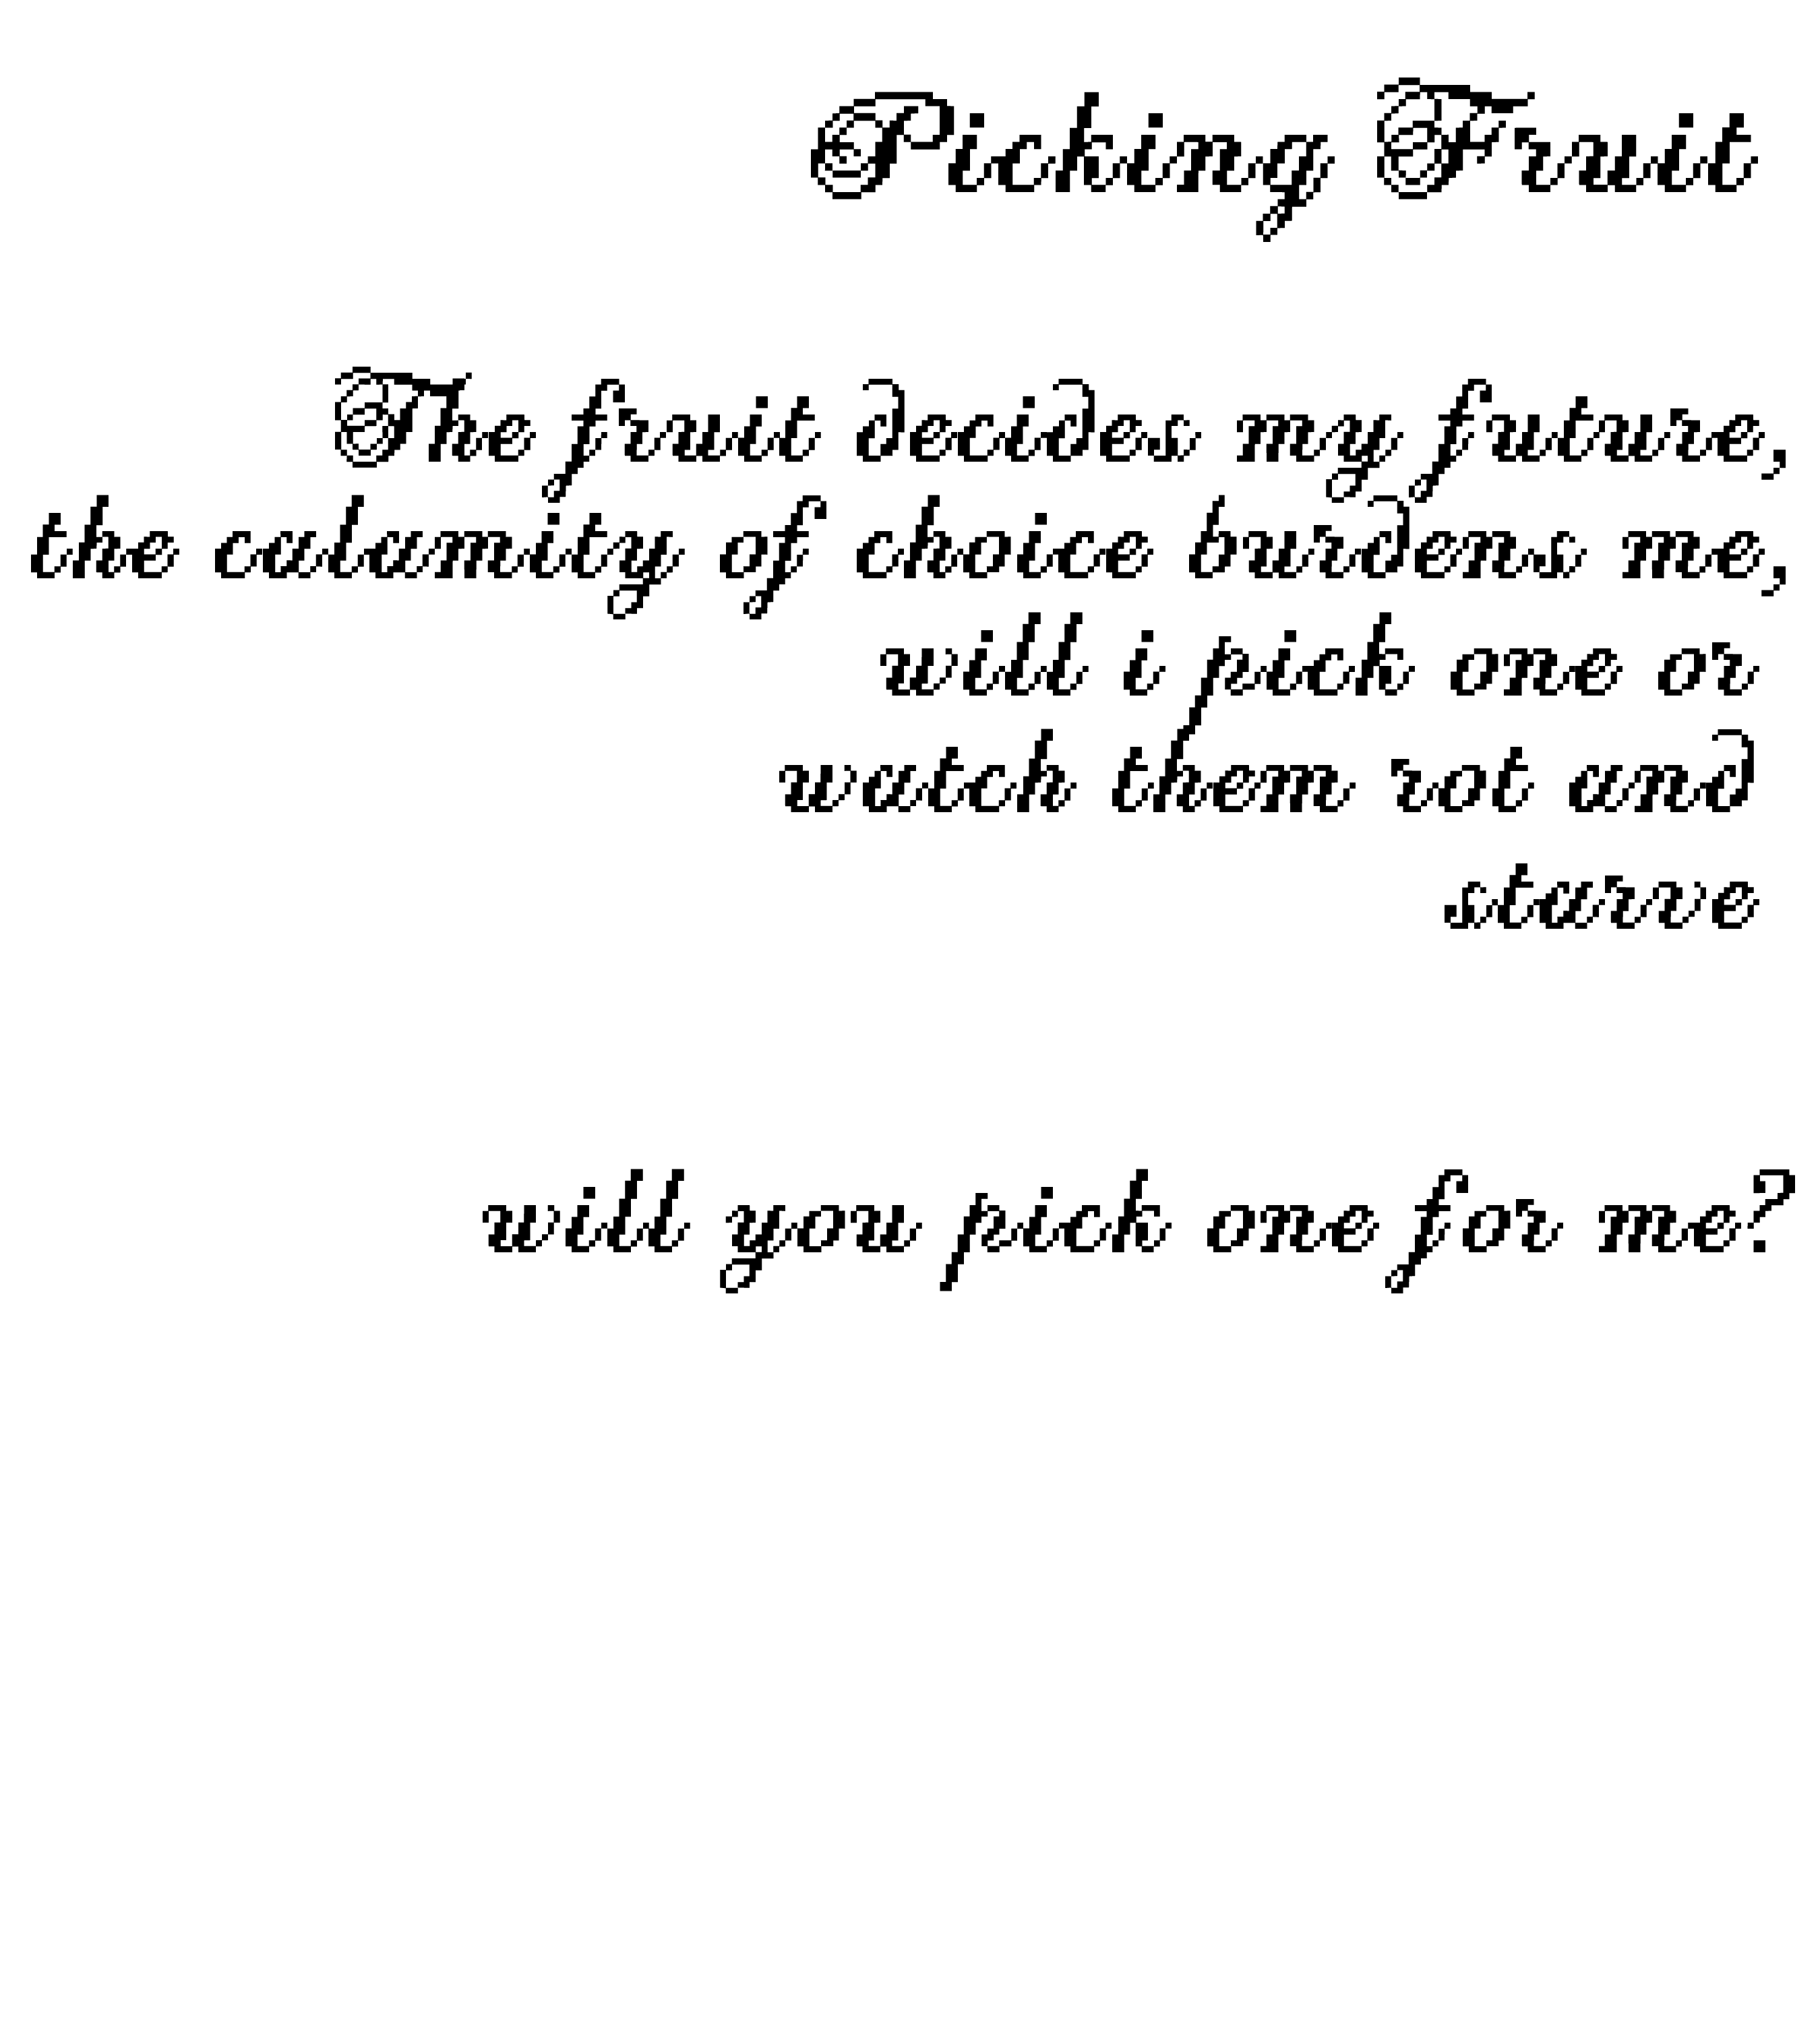 Picking Fruit
The fruit decides my future,
the calamity of choice burdens me,
will i pick one or
watch them rot and
starve
will you pick one for me?